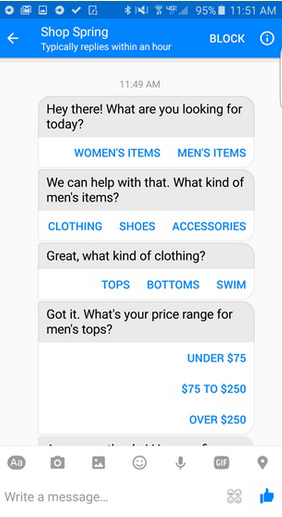 95% 11:51 AM
Shop Spring
Typically replies within an hour
BLOCK
11:49 AM
Hey there! What are you looking for
today?
WOMEN'S ITEMS MEN'S ITEMS
We can help with that. What kind of
men's items?
CLOTHING SHOES ACCESSORIES
Great, what kind of clothing?
TOPS BOTTOMS SWIM
Got it. What's your price range for
men's tops?
UNDER $75
$75 TO $250
OVER $250
Aa GIF
Write a message...